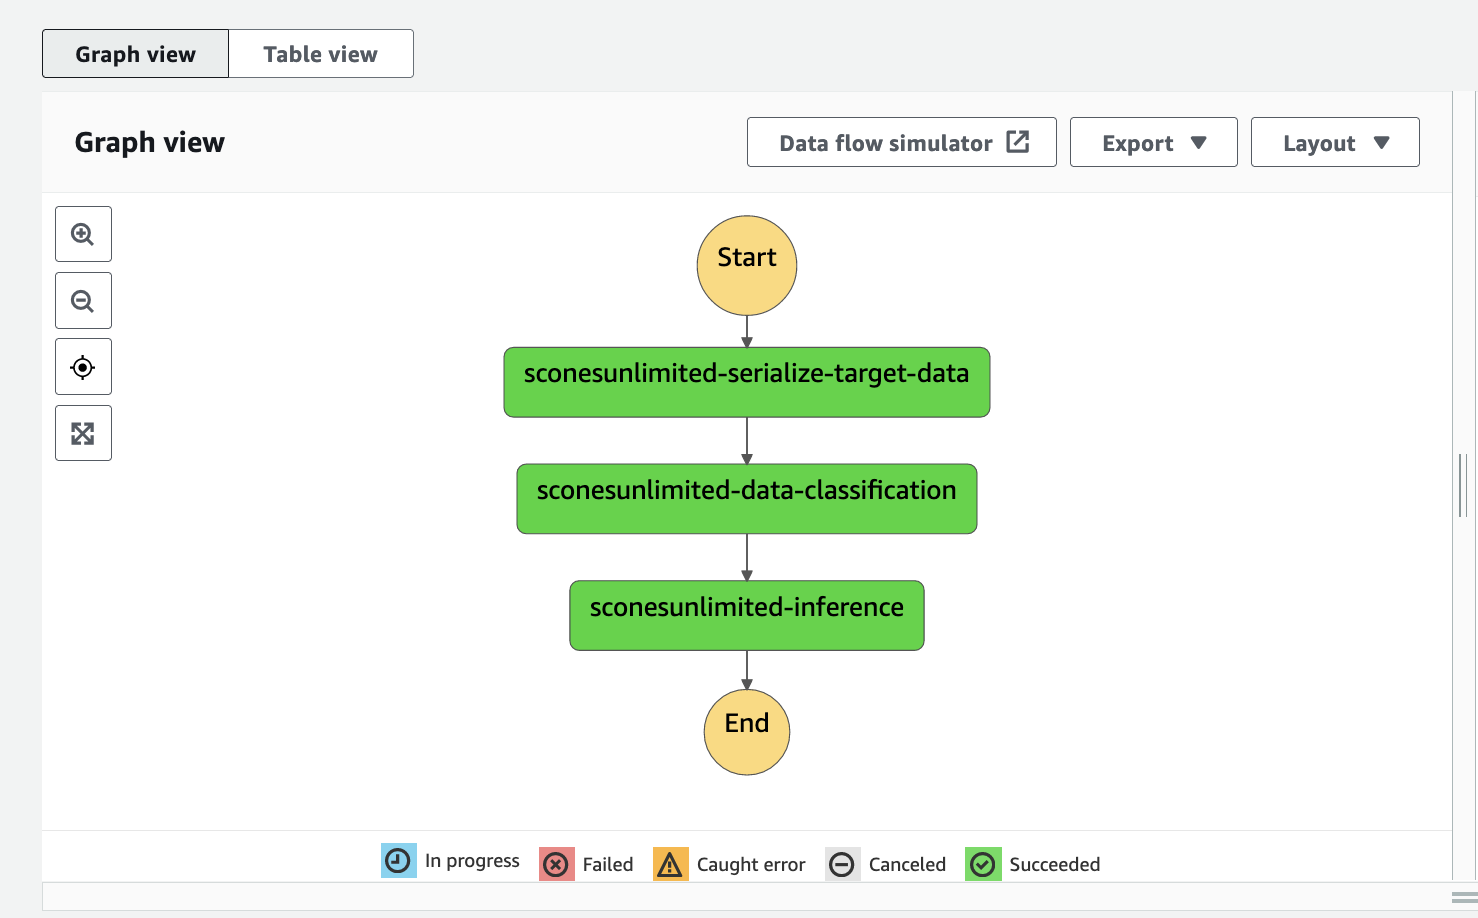 Graph view
Table view
Graph view
Data flow simulator
Export
Layout
Start
sconesunlimited-serialize-target-data
sconesunlimited-data-classification
sconesunlimited-inference
End
In progress
Failed
Caught error
Canceled
Succeeded